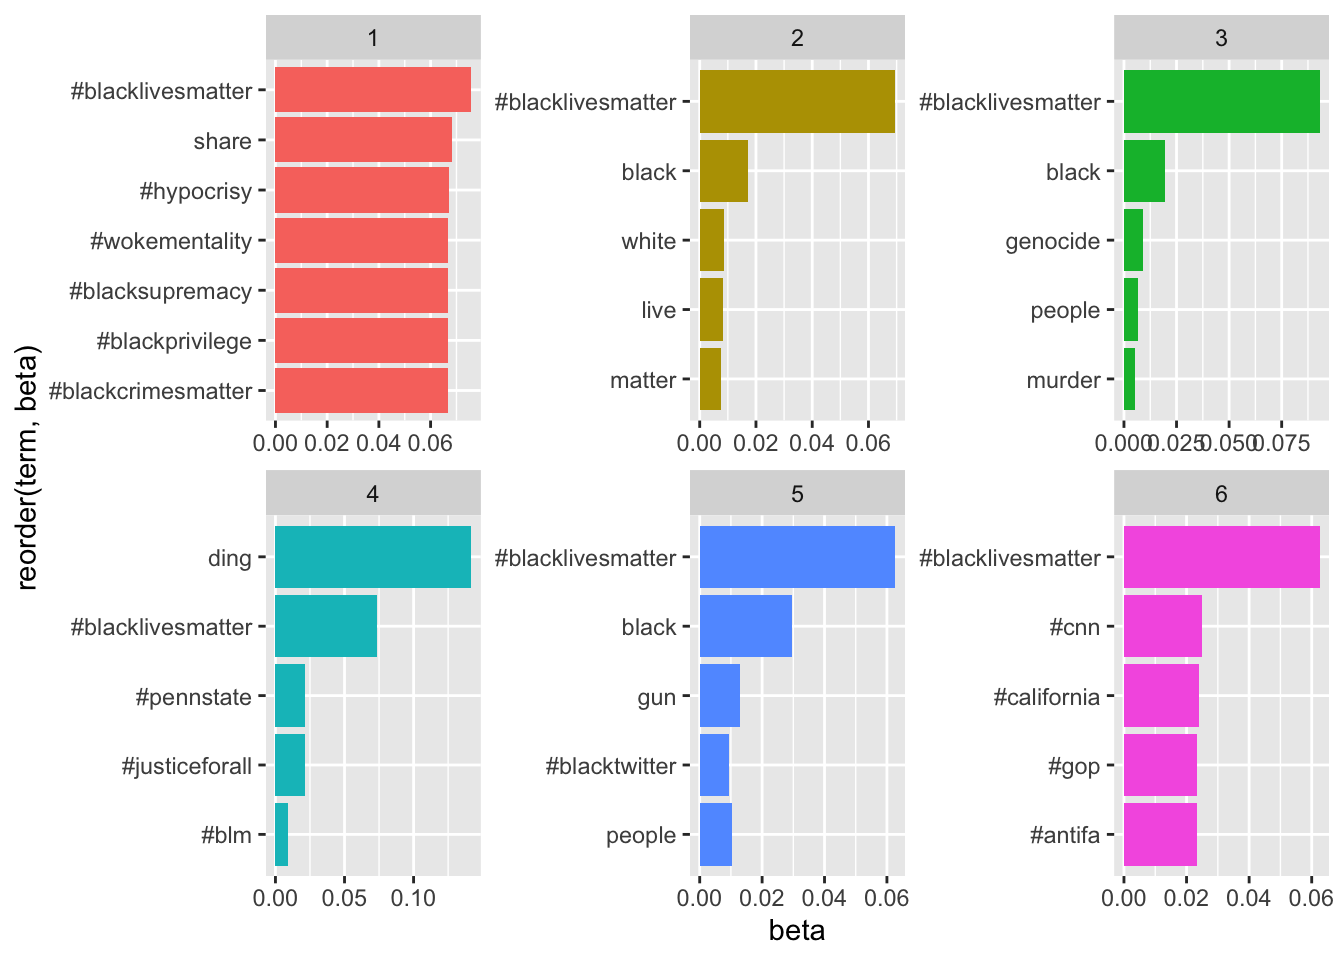 1
#blacklivesmatter
share
#hypocrisy
#wokementality
#blacksupremacy
#blackprivilege
#blackcrimesmatter
0.00 0.02 0.04 0.06
2
#blacklivesmatter
black
white
live
matter
0.00 0.02 0.04 0.06
3
#blacklivesmatter
black
genocide
people
murder
0.000 0.025 0.050 0.075
reorder(term, beta)
4
ding
#blacklivesmatter
#pennstate
#justiceforall
#blm
0.00 0.05 0.10
5
#blacklivesmatter
black
gun
#blacktwitter
people
0.00 0.02 0.04 0.06
6
#blacklivesmatter
#cnn
#california
#gop
#antifa
0.00 0.02 0.04 0.06
beta